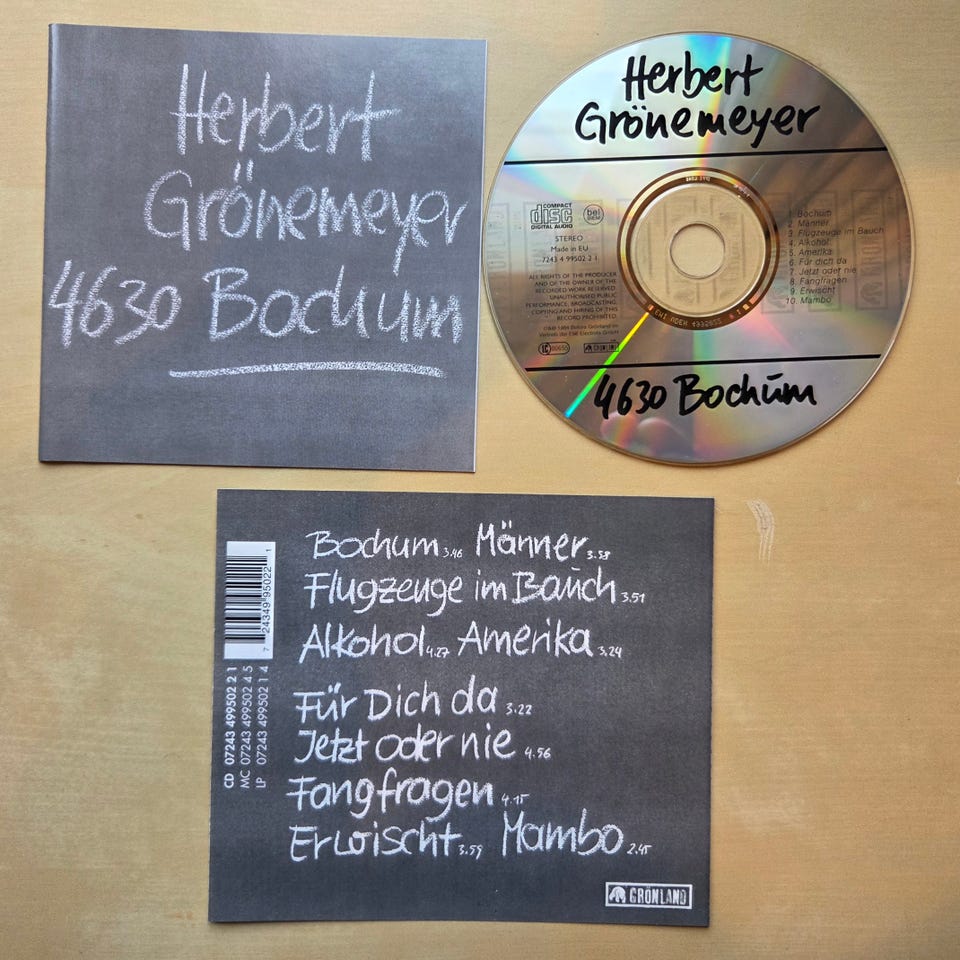 Herbert
Grönemeyer
4630 Bochum
Herbert
Grönemeyer
COMPACT
disc
DIGITAL AUDIO
bel
BIEM
STEREO
Made in EU
7243 4 99502 2 1
ALL RIGHTS OF THE PRODUCER
AND OF THE OWNER OF THE
RECORDED WORK RESERVED.
UNAUTHORISED PUBLIC
PERFORMANCE, BROADCASTING
COPYING AND HIRING OF THIS
RECORD PROHIBITED.
LC 00655
GRÖNLAND
1. Bochum
2. Männer
3. Flugzeuge im Bauch
4. Alkohol
5. Amerika
6. Für dich da
7. Jetzt oder nie
8. Fangfragen
9. Erwischt
10. Mambo
4630 Bochum
Bochum 3.46 Männer 3.58
Flugzeuge im Bauch 3.51
Alkohol 4.27 Amerika 3.24
Für Dich da 3.22
Jetzt oder nie 4.56
Fangfragen 4.15
Erwischt 3.59 Mambo 2.45
7 24349 95022 1
CD 07243 499502 2 1
MC 07243 499502 4 5
LP 07243 499502 1 4
GRÖNLAND